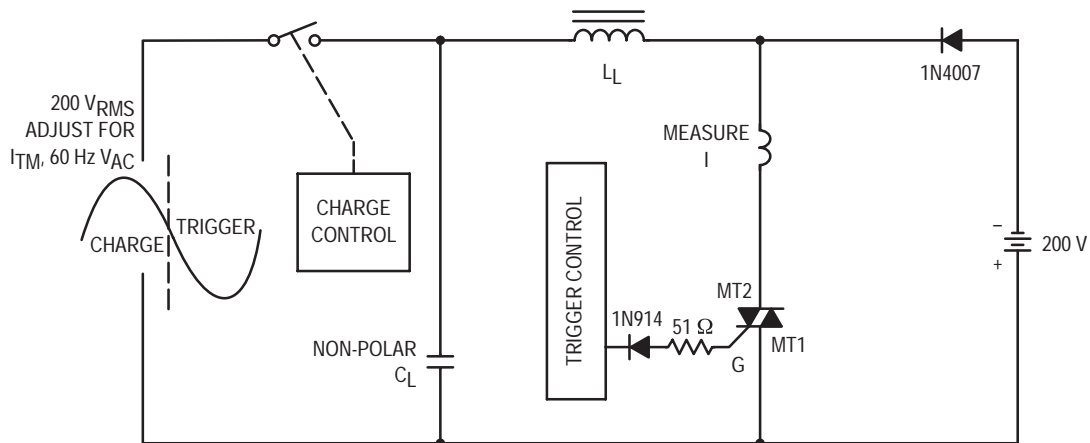 200 VRMS
ADJUST FOR
ITM, 60 Hz VAC
CHARGE
TRIGGER
CHARGE
CONTROL
NON-POLAR
CL
LL
TRIGGER CONTROL
1N914
51 Ω
MEASURE
I
MT2
MT1
G
1N4007
–
+
200 V